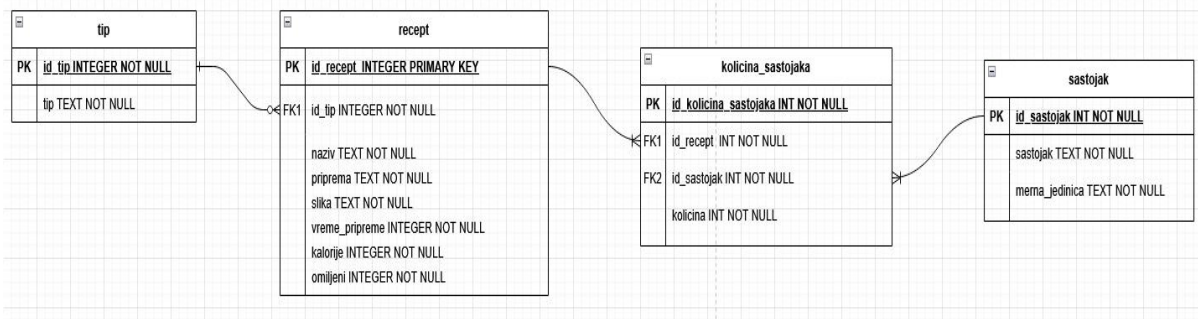 tip
PK id_tip INTEGER NOT NULL
tip TEXT NOT NULL
recept
PK id_recept INTEGER PRIMARY KEY
FK1 id_tip INTEGER NOT NULL
naziv TEXT NOT NULL
priprema TEXT NOT NULL
slika TEXT NOT NULL
vreme_pripreme INTEGER NOT NULL
kalorije INTEGER NOT NULL
omiljeni INTEGER NOT NULL
kolicina_sastojaka
PK id_kolicina_sastojaka INT NOT NULL
FK1 id_recept INT NOT NULL
FK2 id_sastojak INT NOT NULL
kolicina INT NOT NULL
sastojak
PK id_sastojak INT NOT NULL
sastojak TEXT NOT NULL
merna_jedinica TEXT NOT NULL